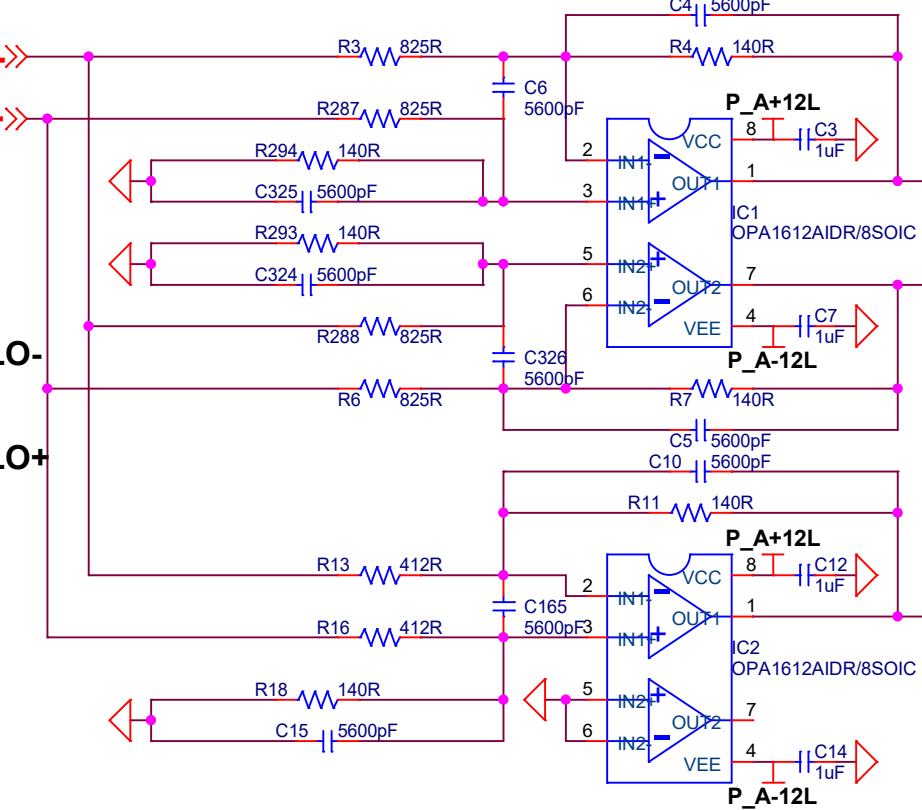 C4 5600pF
R3 825R
R4 140R
C6
5600pF
R287 825R
P_A+12L
8 C3
VCC
1uF
R294 140R
2
IN1-
OUT1 1
C325 5600pF
3
IN1+
IC1
OPA1612AIDR/8SOIC
R293 140R
5
IN2+
C324 5600pF
OUT2 7
6
IN2-
R288 825R
VEE 4 C7
1uF
LO-
C326
5600pF
P_A-12L
R6 825R
R7 140R
C5 5600pF
LO+
C10 5600pF
R11 140R
P_A+12L
R13 412R
8 C12
VCC
1uF
2
IN1-
C165
5600pF
OUT1 1
R16 412R
3
IN1+
IC2
OPA1612AIDR/8SOIC
R18 140R
5
IN2+
7
OUT2
C15 5600pF
6
IN2-
VEE 4 C14
1uF
P_A-12L